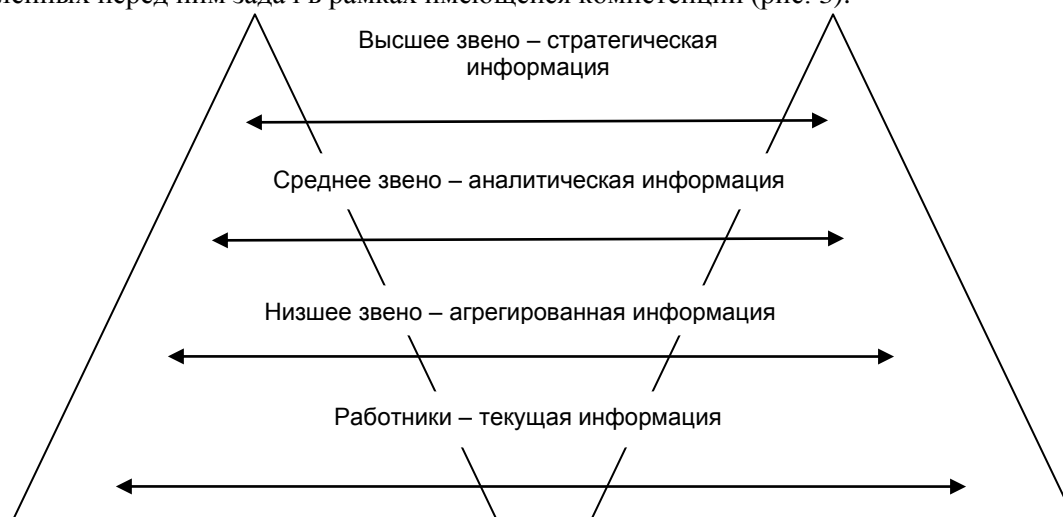 перед ним задач в рамках имеющейся компетенции (рис. 3).
Высшее звено – стратегическая
информация
Среднее звено – аналитическая информация
Низшее звено – агрегированная информация
Работники – текущая информация